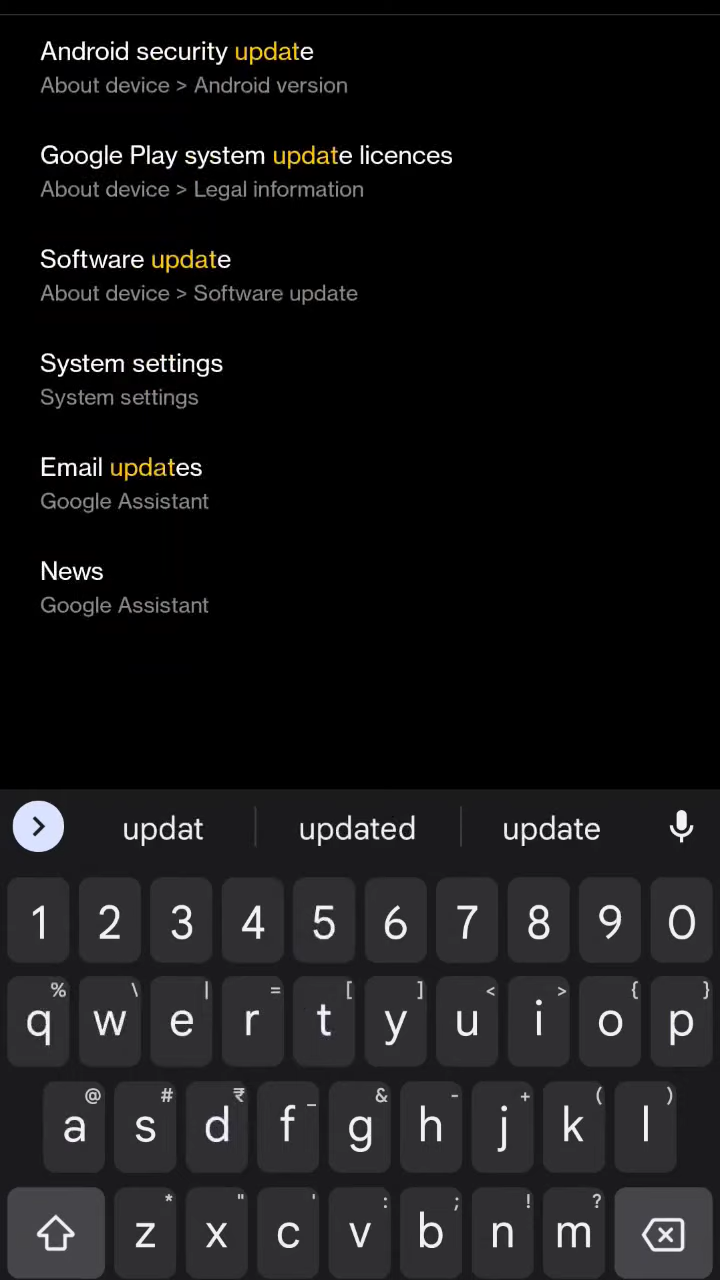 Android security update
About device > Android version
Google Play system update licences
About device > Legal information
Software update
About device > Software update
System settings
System settings
Email updates
Google Assistant
News
Google Assistant
updat updated update
1 2 3 4 5 6 7 8 9 0
% \ | = [ ] < > { }
q w e r t y u i o p
@ # ₹ _ & - + ( )
a s d f g h j k l
* " ' : ; ! ?
z x c v b n m